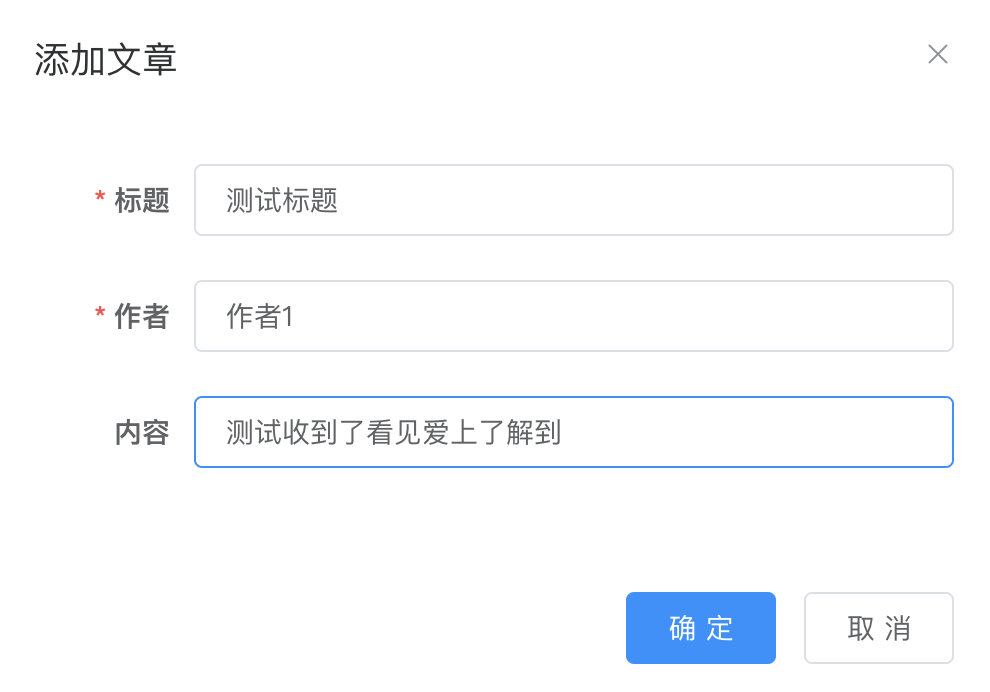 添加文章
* 标题 测试标题
* 作者 作者1
内容 测试收到了看见爱上了解到
确 定 取 消